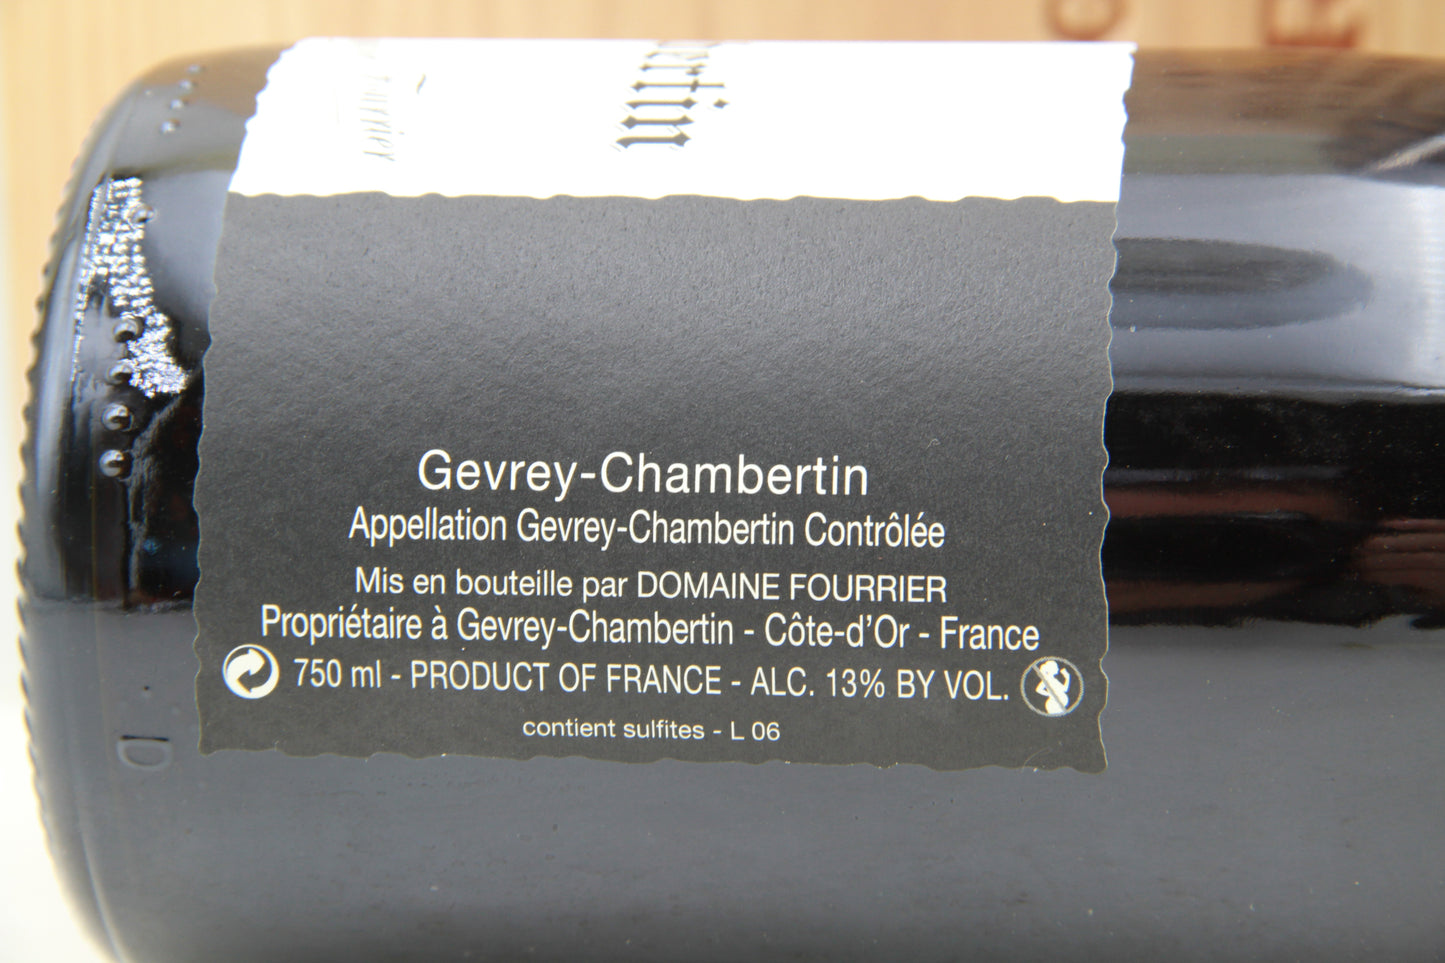 Gevrey-Chambertin
Appellation Gevrey-Chambertin Contrôlée
Mis en bouteille par DOMAINE FOURRIER
Propriétaire à Gevrey-Chambertin - Côte-d'Or - France
750 ml - PRODUCT OF FRANCE - ALC. 13% BY VOL.
contient sulfites - L 06
D